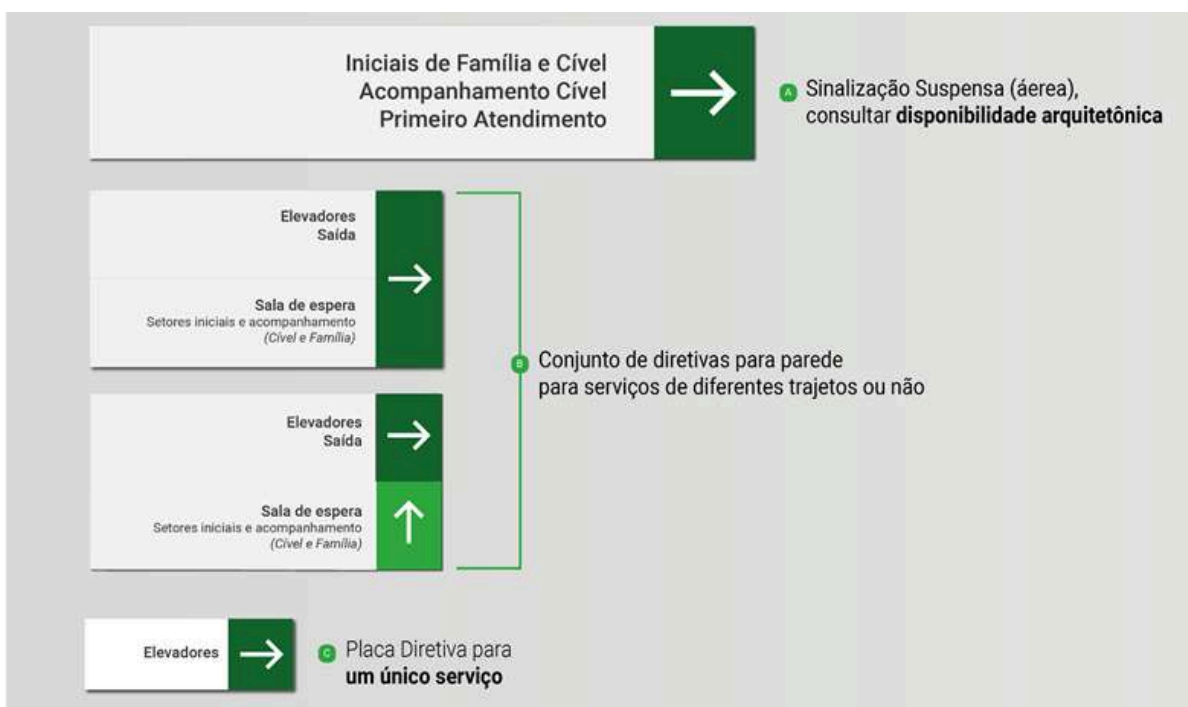 Iniciais de Família e Cível
Acompanhamento Cível
Primeiro Atendimento
A Sinalização Suspensa (áerea),
consultar disponibilidade arquitetônica
Elevadores
Saída
Sala de espera
Setores iniciais e acompanhamento
(Cível e Família)
B Conjunto de diretivas para parede
para serviços de diferentes trajetos ou não
Elevadores
Saída
Sala de espera
Setores iniciais e acompanhamento
(Cível e Família)
Elevadores
C Placa Diretiva para
um único serviço